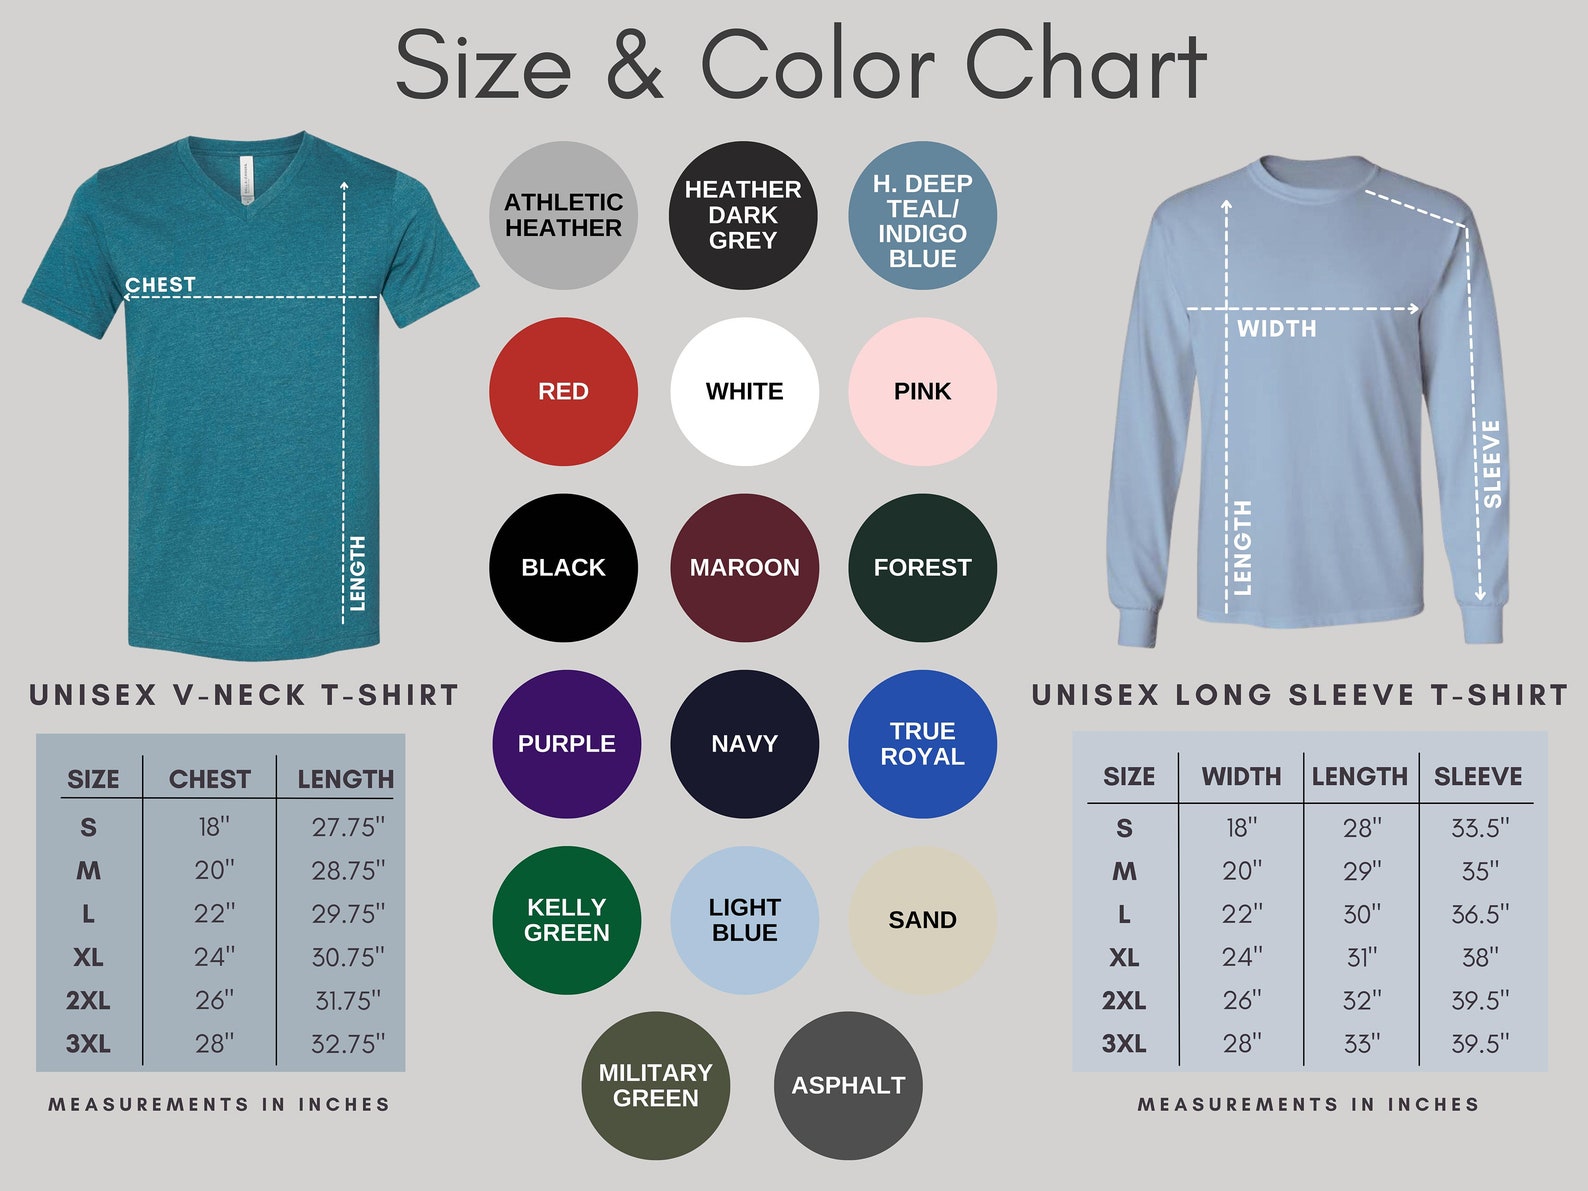 Size & Color Chart
CHEST
LENGTH
UNISEX V-NECK T-SHIRT
SIZE CHEST LENGTH
S 18" 27.75"
M 20" 28.75"
L 22" 29.75"
XL 24" 30.75"
2XL 26" 31.75"
3XL 28" 32.75"
MEASUREMENTS IN INCHES
ATHLETIC
HEATHER
HEATHER
DARK
GREY
H. DEEP
TEAL/
INDIGO
BLUE
RED
WHITE
PINK
BLACK
MAROON
FOREST
PURPLE
NAVY
TRUE
ROYAL
KELLY
GREEN
LIGHT
BLUE
SAND
MILITARY
GREEN
ASPHALT
WIDTH
LENGTH
SLEEVE
UNISEX LONG SLEEVE T-SHIRT
SIZE WIDTH LENGTH SLEEVE
S 18" 28" 33.5"
M 20" 29" 35"
L 22" 30" 36.5"
XL 24" 31" 38"
2XL 26" 32" 39.5"
3XL 28" 33" 39.5"
MEASUREMENTS IN INCHES